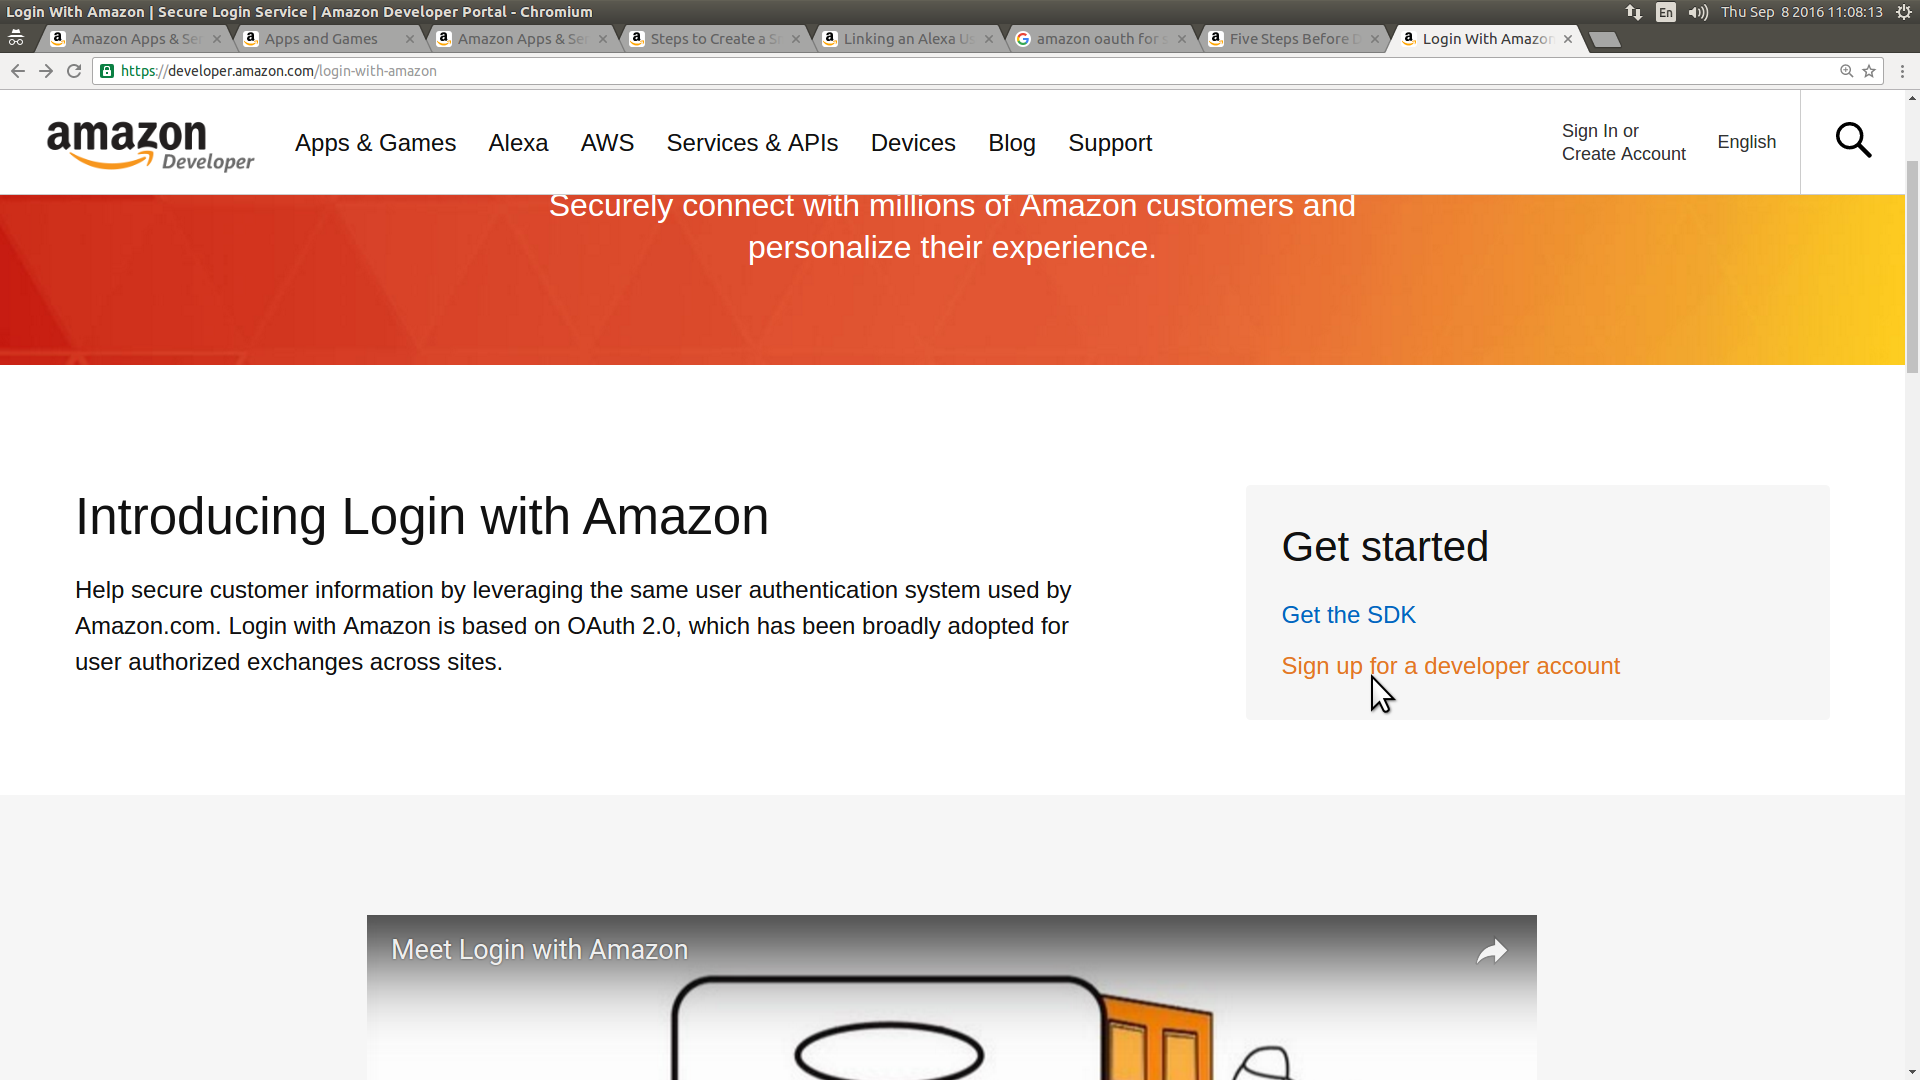 Login With Amazon | Secure Login Service | Amazon Developer Portal - Chromium
En
Thu Sep 8 2016 11:08:13
Amazon Apps & Se
Apps and Games
Amazon Apps & Se
Steps to Create a S
Linking an Alexa U
amazon oauth for
Five Steps Before
Login With Amazon
https://developer.amazon.com/login-with-amazon
amazon
Developer
Apps & Games
Alexa
AWS
Services & APIs
Devices
Blog
Support
Sign In or
Create Account
English
Securely connect with millions of Amazon customers and
personalize their experience.
Introducing Login with Amazon
Help secure customer information by leveraging the same user authentication system used by
Amazon.com. Login with Amazon is based on OAuth 2.0, which has been broadly adopted for
user authorized exchanges across sites.
Get started
Get the SDK
Sign up for a developer account
Meet Login with Amazon